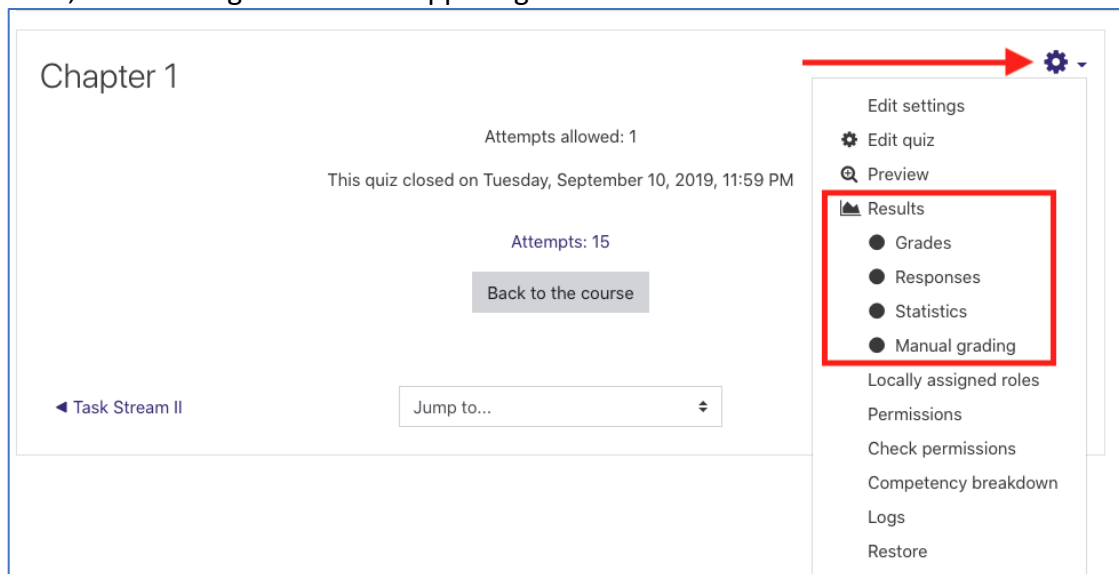 Chapter 1
Attempts allowed: 1
This quiz closed on Tuesday, September 10, 2019, 11:59 PM
Attempts: 15
Back to the course
◄ Task Stream II
Jump to...
Edit settings
Edit quiz
Preview
Results
Grades
Responses
Statistics
Manual grading
Locally assigned roles
Permissions
Check permissions
Competency breakdown
Logs
Restore